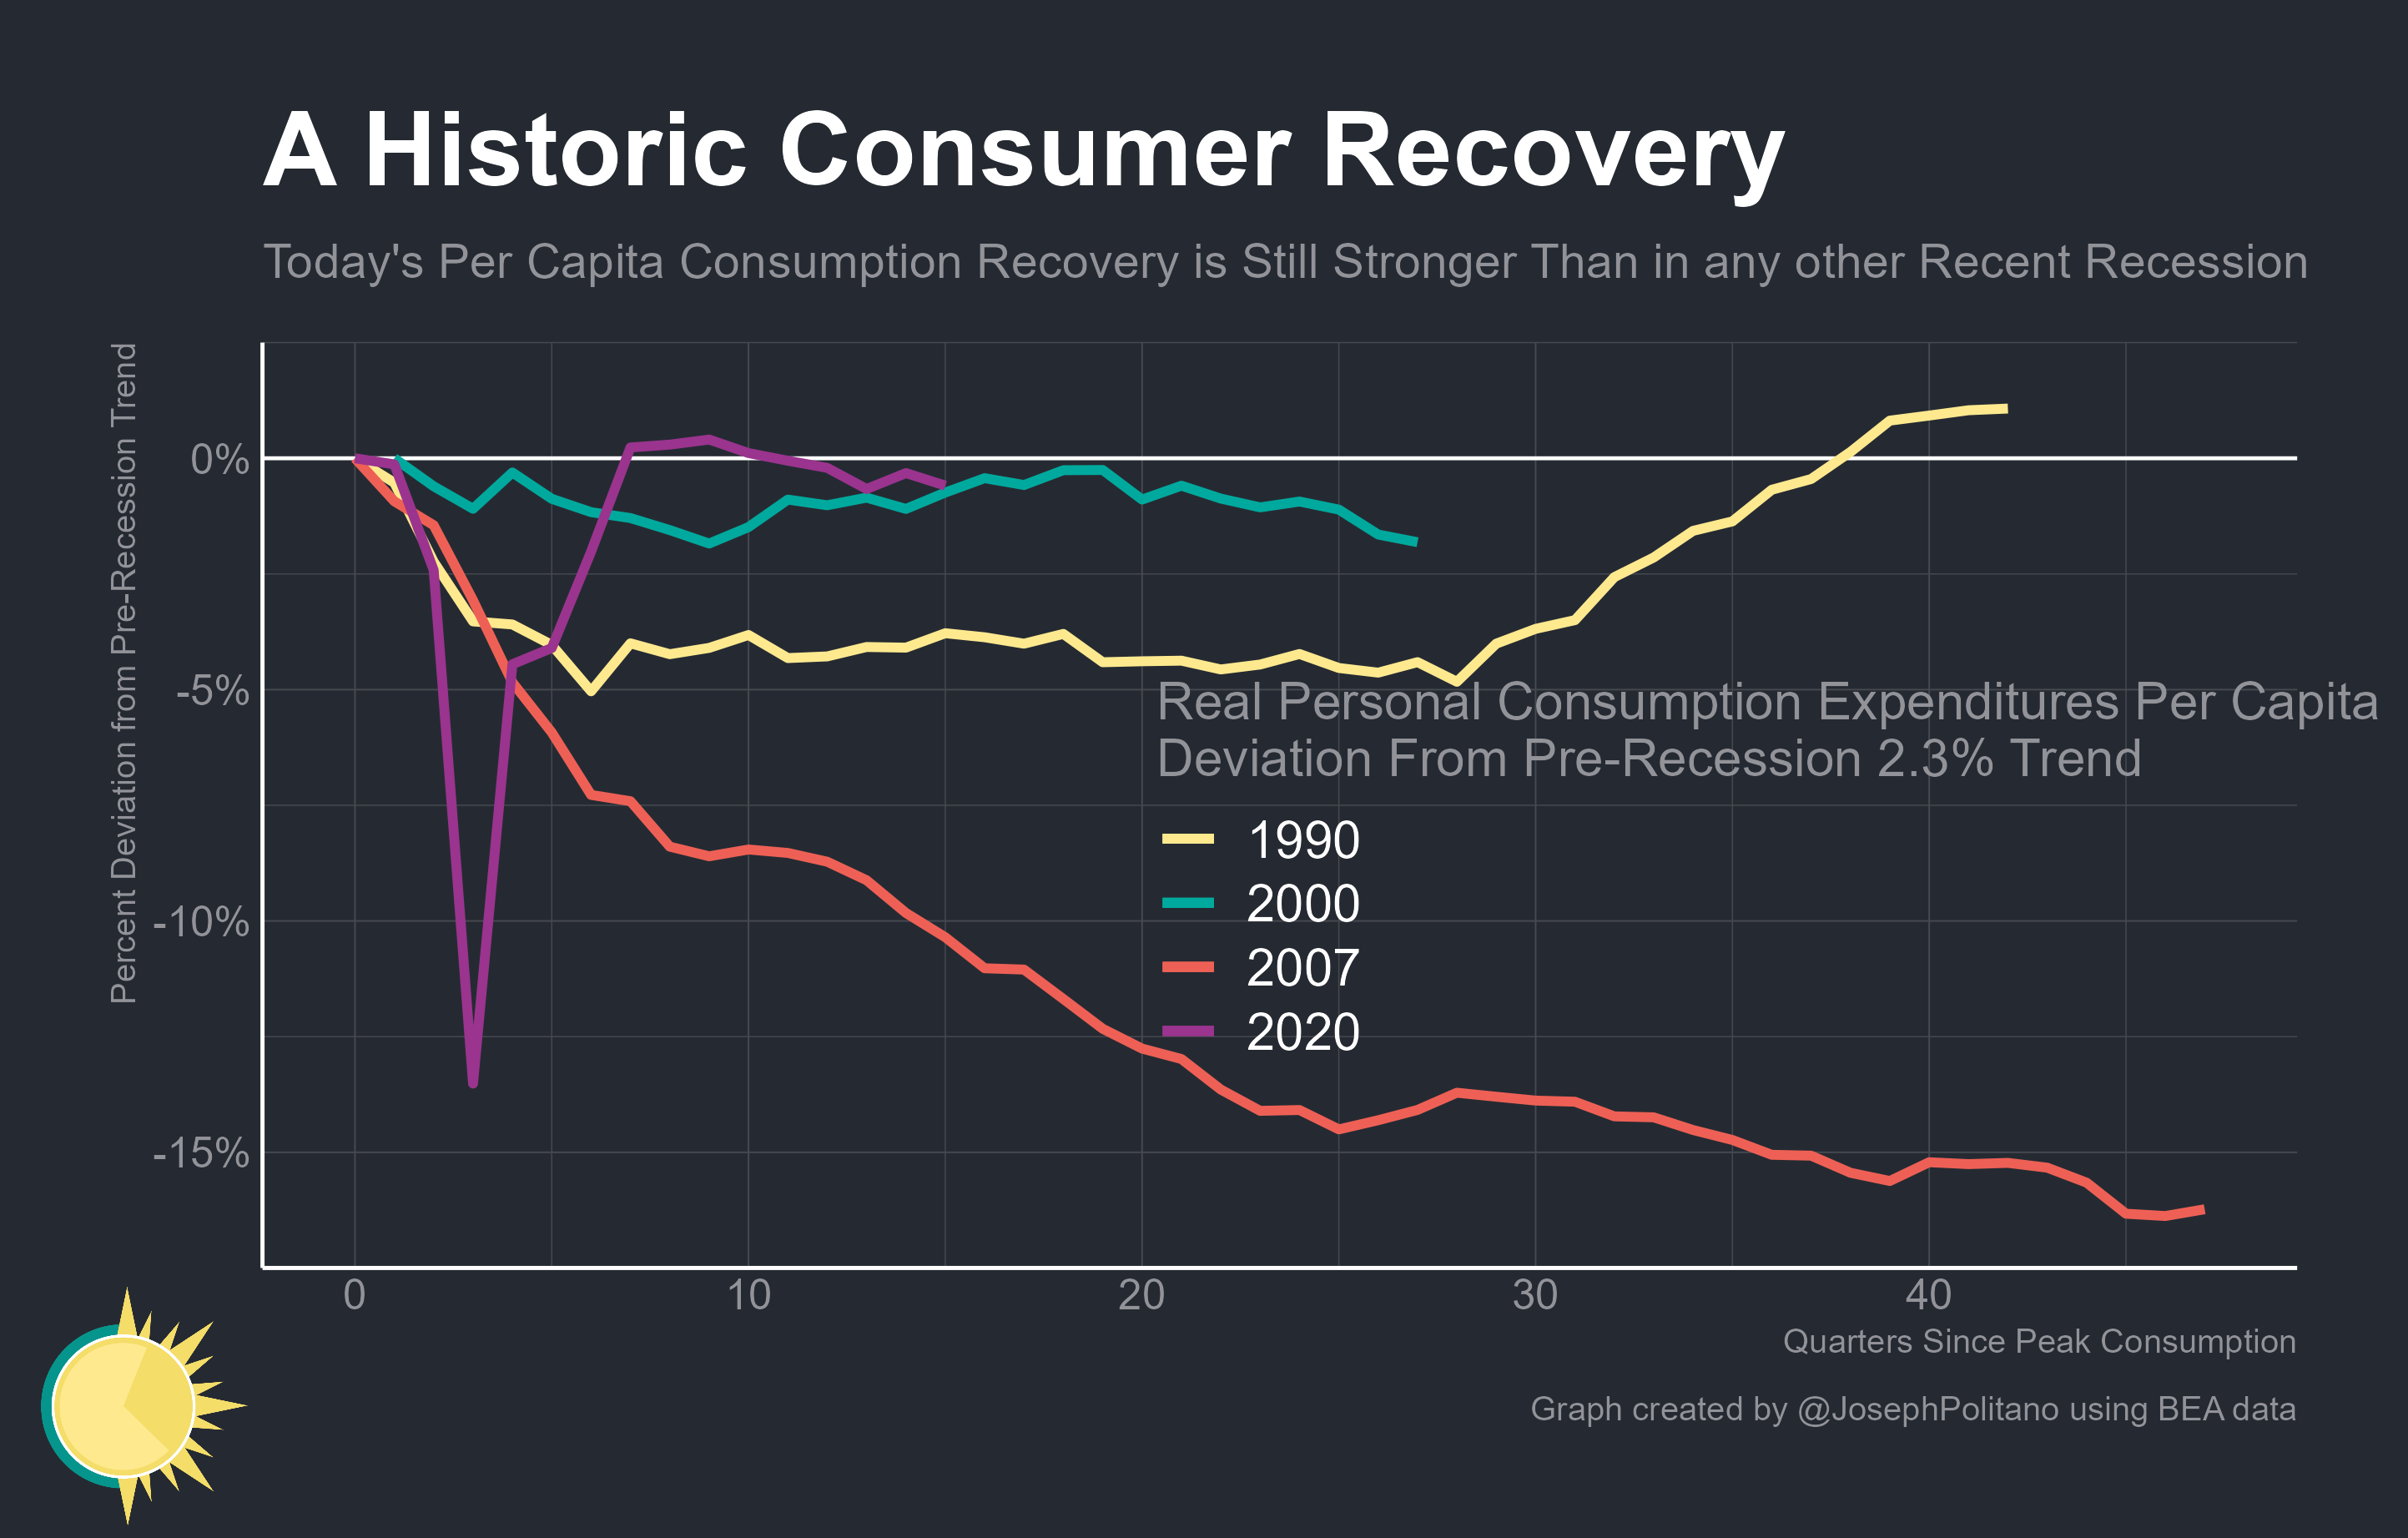 A Historic Consumer Recovery
Today's Per Capita Consumption Recovery is Still Stronger Than in any other Recent Recession
Percent Deviation from Pre-Recession Trend
0%
-5%
-10%
-15%
Real Personal Consumption Expenditures Per Capita
Deviation From Pre-Recession 2.3% Trend
1990
2000
2007
2020
0 10 20 30 40
Quarters Since Peak Consumption
Graph created by @JosephPolitano using BEA data